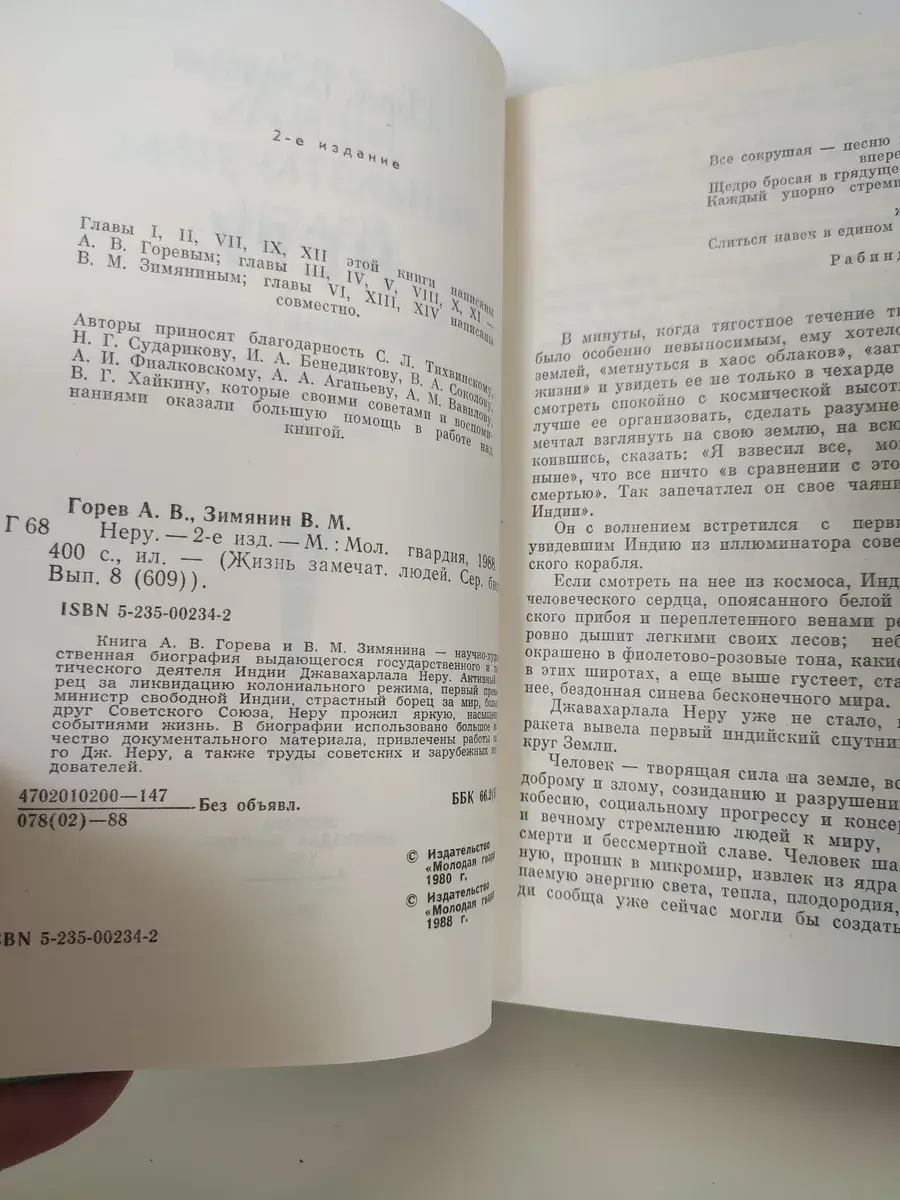 2-е издание
Главы I, II, VII, IX, XII этой книги написаны
А. В. Горевым; главы III, IV, V, VIII, X, XI —
В. М. Зимяниным; главы VI, XIII, XIV написаны
совместно.
Авторы приносят благодарность С. Л. Тихвинскому,
Н. Г. Сударикову, И. А. Бенедиктову, В. А. Соколову,
А. И. Фиалковскому, А. А. Агапьеву, А. М. Вавилову,
В. Г. Хайкину, которые своими советами и воспоми-
наниями оказали большую помощь в работе над
книгой.
Горев А. В., Зимянин В. М.
Г 68 Неру. — 2-е изд. — М. : Мол. гвардия, 1988
400 с., ил. — (Жизнь замечат. людей. Сер.
Вып. 8 (609)).
ISBN 5-235-00234-2
Книга А. В. Горева и В. М. Зимянина — научно-худо
ственная биография выдающегося государственного и
тического деятеля Индии Джавахарлала Неру. Активный
рец за ликвидацию колониального режима, первый
министр свободной Индии, страстный борец за мир,
друг Советского Союза, Неру прожил яркую, насыщен
событиями жизнь. В биографии использовано большое
чество документального материала, привлечены работы
го Дж. Неру, а также труды советских и зарубежных
дователей.
4702010200—147
078(02)—88
—Без объявл.
ББК 66.2(
© Издательство
«Молодая гвард
1980 г.
© Издательство
«Молодая гвард
1988 г.
BN 5-235-00234-2
Все сокрушая — песню
впере
Щедро бросая в грядуще
Каждый упорно стреми
Слиться навек в едином
Рабинд
В минуты, когда тягостное течение
было особенно невыносимым, ему хотело
землей, «метнуться в хаос облаков», «заг
жизни» и увидеть ее не только в чехарде
смотреть спокойно с космической высот
лучше ее организовать, сделать разумне
мечтал взглянуть на свою землю, на всю
коившись, сказать: «Я взвесил все,
ныне», что все ничто «в сравнении с это
смертью». Так запечатлел он свое чаяни
Индии».
Он с волнением встретился с перв
увидевшим Индию из иллюминатора сове
ского корабля.
Если смотреть на нее из космоса, Инд
человеческого сердца, опоясанного белой
ского прибоя и переплетенного венами
ровно дышит легкими своих лесов; неб
окрашено в фиолетово-розовые тона, какие
в этих широтах, а еще выше густеет, ста
нее, бездонная синева бесконечного мира.
Джавахарлала Неру уже не стало,
ракета вывела первый индийский спутни
круг Земли.
Человек — творящая сила на земле,
доброму и злому, созиданию и разрушени
кобесию, социальному прогрессу и консер
и вечному стремлению людей к миру,
смерти и бессмертной славе. Человек ша
ную, проник в микромир, извлек из ядра
паемую энергию света, тепла, плодородия,
ди сообща уже сейчас могли бы создать